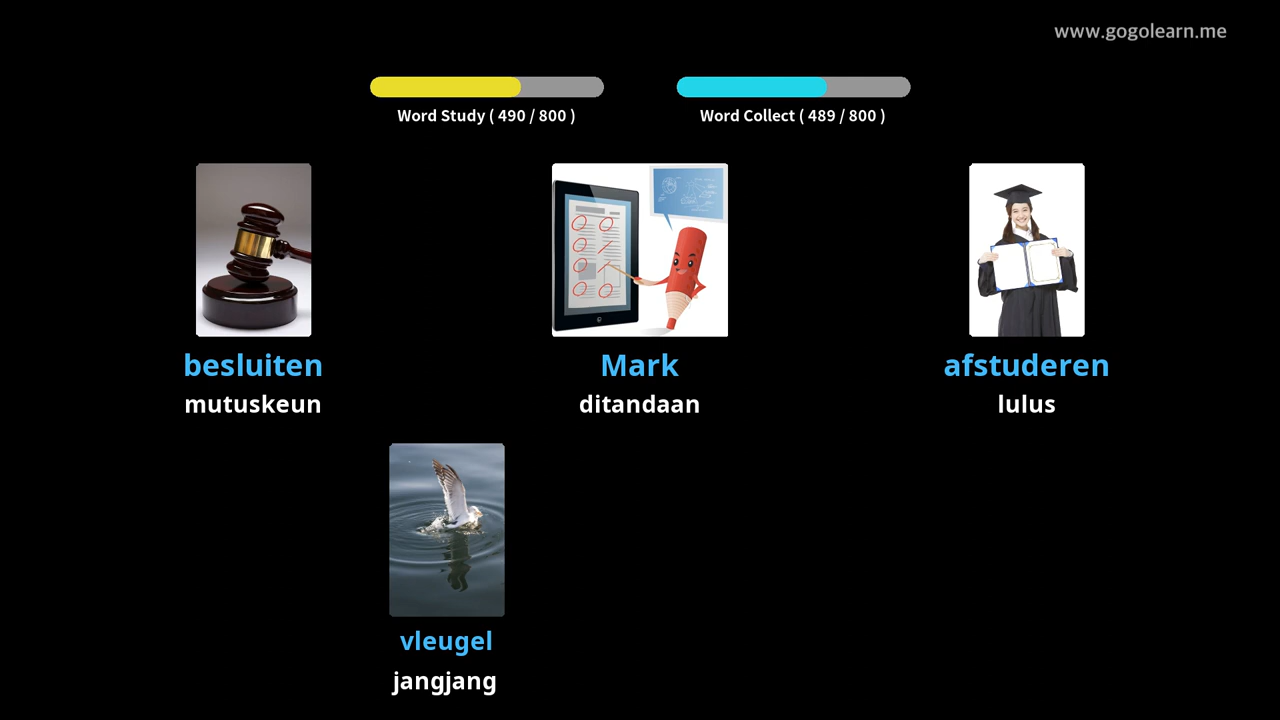 www.gogolearn.me
Word Study ( 490 / 800 )
Word Collect ( 489 / 800 )
besluiten
mutuskeun
Mark
ditandaan
afstuderen
lulus
vleugel
jangjang